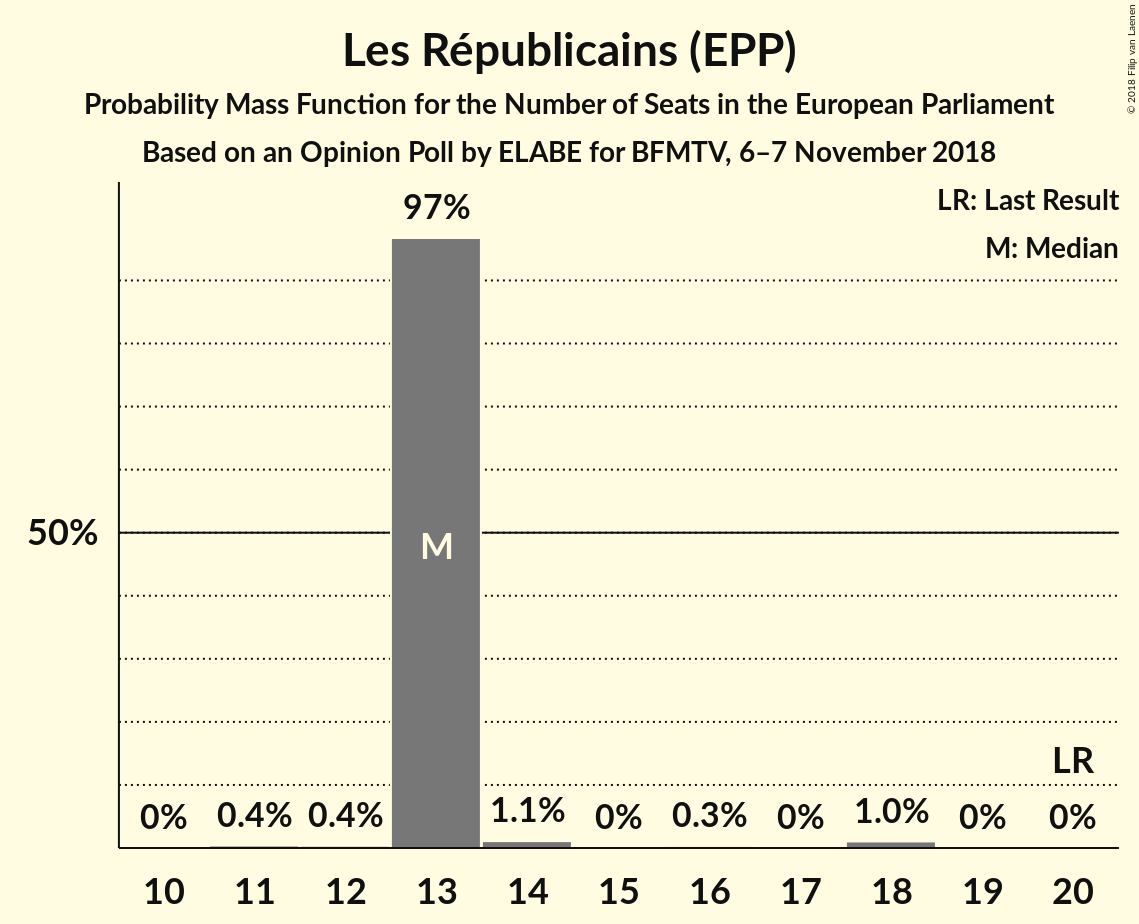 Les Républicains (EPP)
Probability Mass Function for the Number of Seats in the European Parliament
Based on an Opinion Poll by ELABE for BFMTV, 6–7 November 2018
© 2018 Filip van Laenen
LR: Last Result
M: Median
97%
50%
M
LR
0% 0.4% 0.4% 1.1% 0% 0.3% 0% 1.0% 0% 0%
10 11 12 13 14 15 16 17 18 19 20